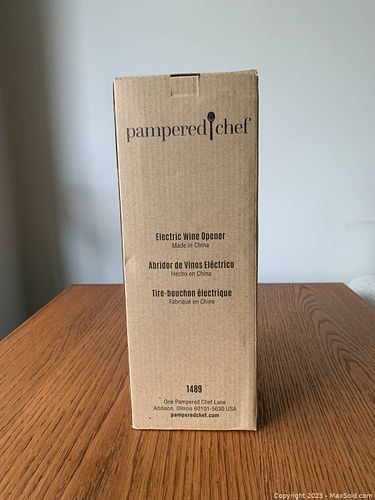 pampered chef
Electric Wine Opener
Made in China
Abridor de Vinos Eléctrico
Hecho en China
Tire-bouchon électrique
Fabriqué en Chine
1489
One Pampered Chef Lane
Addison, Illinois 60101-5630 USA
pamperedchef.com
Copyright 2023 - MaxSold.com